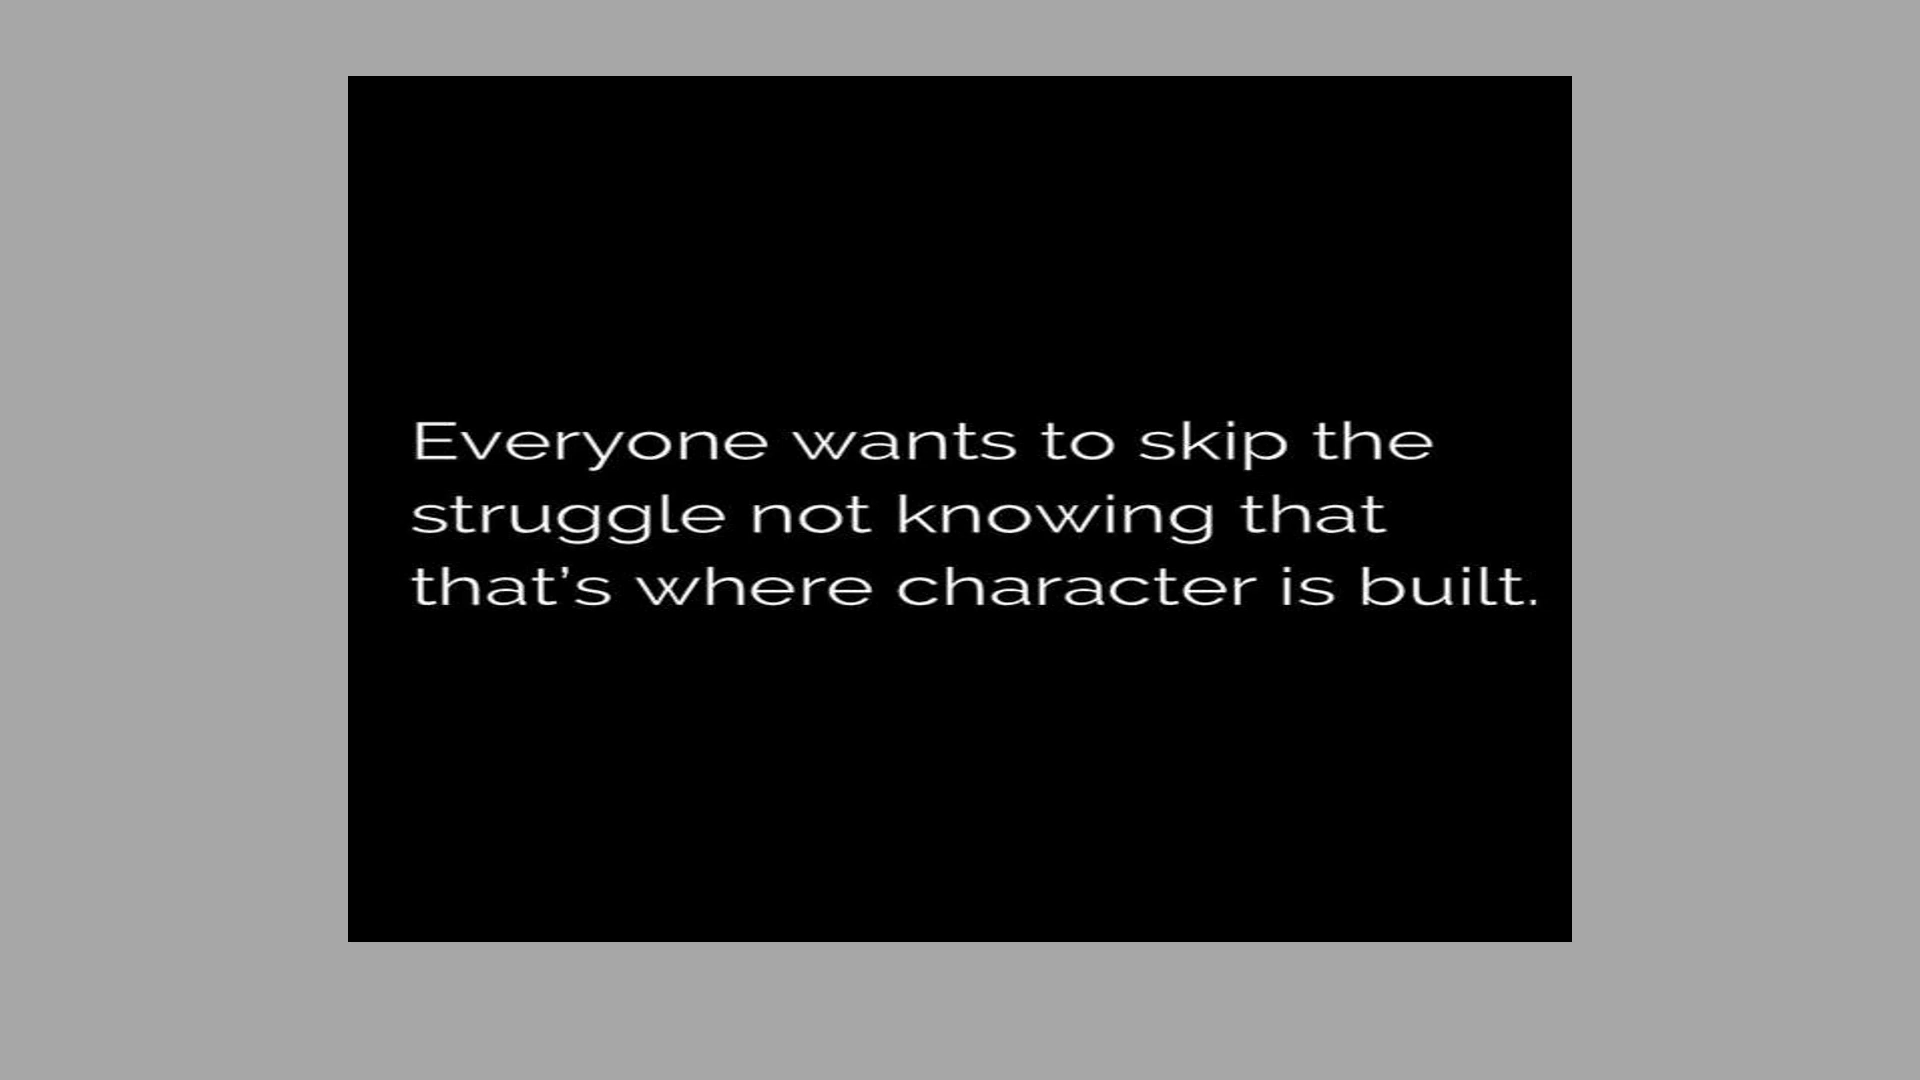 Everyone wants to skip the
struggle not knowing that
that’s where character is built.